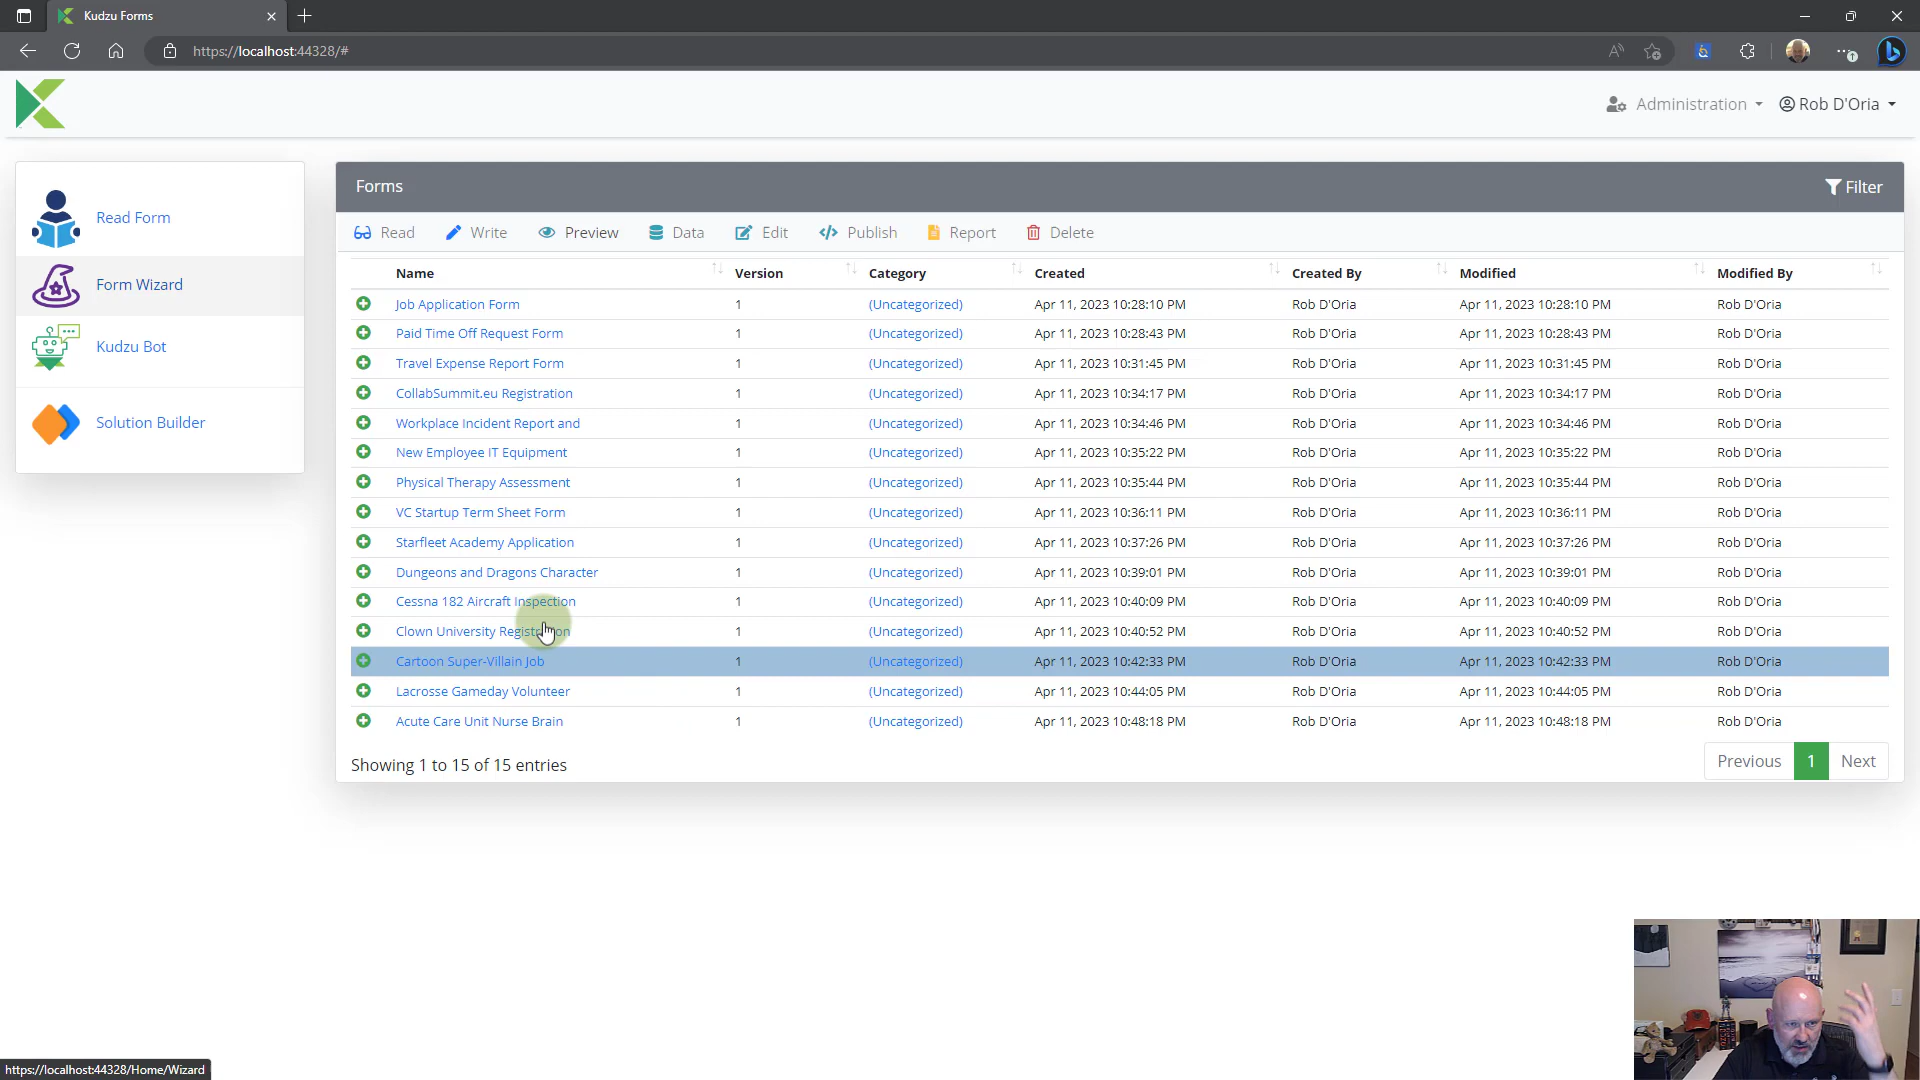 Kudzu Forms
https://localhost:44328/#
Administration
Rob D'Oria
Read Form
Form Wizard
Kudzu Bot
Solution Builder
Forms
Filter
Read Write Preview Data Edit Publish Report Delete
Name Version Category Created Created By Modified Modified By
Job Application Form 1 (Uncategorized) Apr 11, 2023 10:28:10 PM Rob D'Oria Apr 11, 2023 10:28:10 PM Rob D'Oria
Paid Time Off Request Form 1 (Uncategorized) Apr 11, 2023 10:28:43 PM Rob D'Oria Apr 11, 2023 10:28:43 PM Rob D'Oria
Travel Expense Report Form 1 (Uncategorized) Apr 11, 2023 10:31:45 PM Rob D'Oria Apr 11, 2023 10:31:45 PM Rob D'Oria
CollabSummit.eu Registration 1 (Uncategorized) Apr 11, 2023 10:34:17 PM Rob D'Oria Apr 11, 2023 10:34:17 PM Rob D'Oria
Workplace Incident Report and 1 (Uncategorized) Apr 11, 2023 10:34:46 PM Rob D'Oria Apr 11, 2023 10:34:46 PM Rob D'Oria
New Employee IT Equipment 1 (Uncategorized) Apr 11, 2023 10:35:22 PM Rob D'Oria Apr 11, 2023 10:35:22 PM Rob D'Oria
Physical Therapy Assessment 1 (Uncategorized) Apr 11, 2023 10:35:44 PM Rob D'Oria Apr 11, 2023 10:35:44 PM Rob D'Oria
VC Startup Term Sheet Form 1 (Uncategorized) Apr 11, 2023 10:36:11 PM Rob D'Oria Apr 11, 2023 10:36:11 PM Rob D'Oria
Starfleet Academy Application 1 (Uncategorized) Apr 11, 2023 10:37:26 PM Rob D'Oria Apr 11, 2023 10:37:26 PM Rob D'Oria
Dungeons and Dragons Character 1 (Uncategorized) Apr 11, 2023 10:39:01 PM Rob D'Oria Apr 11, 2023 10:39:01 PM Rob D'Oria
Cessna 182 Aircraft Inspection 1 (Uncategorized) Apr 11, 2023 10:40:09 PM Rob D'Oria Apr 11, 2023 10:40:09 PM Rob D'Oria
Clown University Registration 1 (Uncategorized) Apr 11, 2023 10:40:52 PM Rob D'Oria Apr 11, 2023 10:40:52 PM Rob D'Oria
Cartoon Super-Villain Job 1 (Uncategorized) Apr 11, 2023 10:42:33 PM Rob D'Oria Apr 11, 2023 10:42:33 PM Rob D'Oria
Lacrosse Gameday Volunteer 1 (Uncategorized) Apr 11, 2023 10:44:05 PM Rob D'Oria Apr 11, 2023 10:44:05 PM Rob D'Oria
Acute Care Unit Nurse Brain 1 (Uncategorized) Apr 11, 2023 10:48:18 PM Rob D'Oria Apr 11, 2023 10:48:18 PM Rob D'Oria
Showing 1 to 15 of 15 entries
Previous 1 Next
https://localhost:44328/Home/Wizard